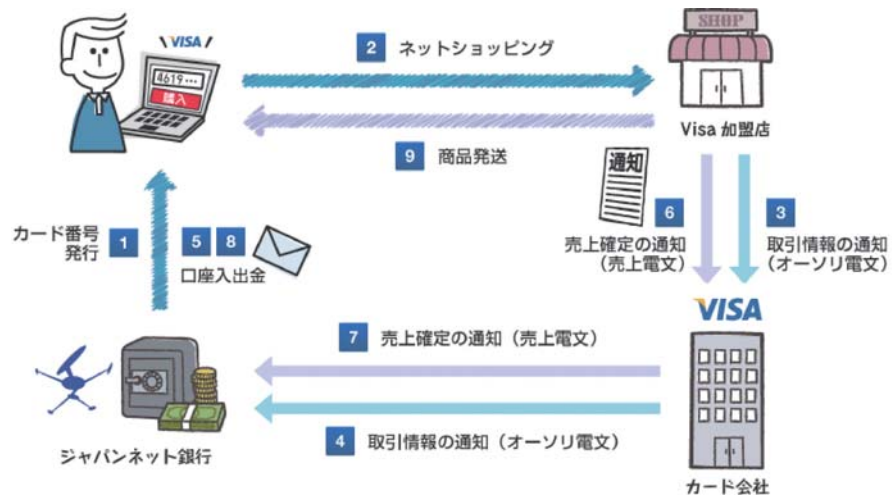 VISA
4619…
購入
2 ネットショッピング
SHOP
Visa 加盟店
9 商品発送
通知
カード番号
発行
1
5 8
口座入出金
6
売上確定の通知
(売上電文)
3
取引情報の通知
(オーソリ電文)
VISA
7 売上確定の通知(売上電文)
4 取引情報の通知(オーソリ電文)
ジャパンネット銀行
カード会社